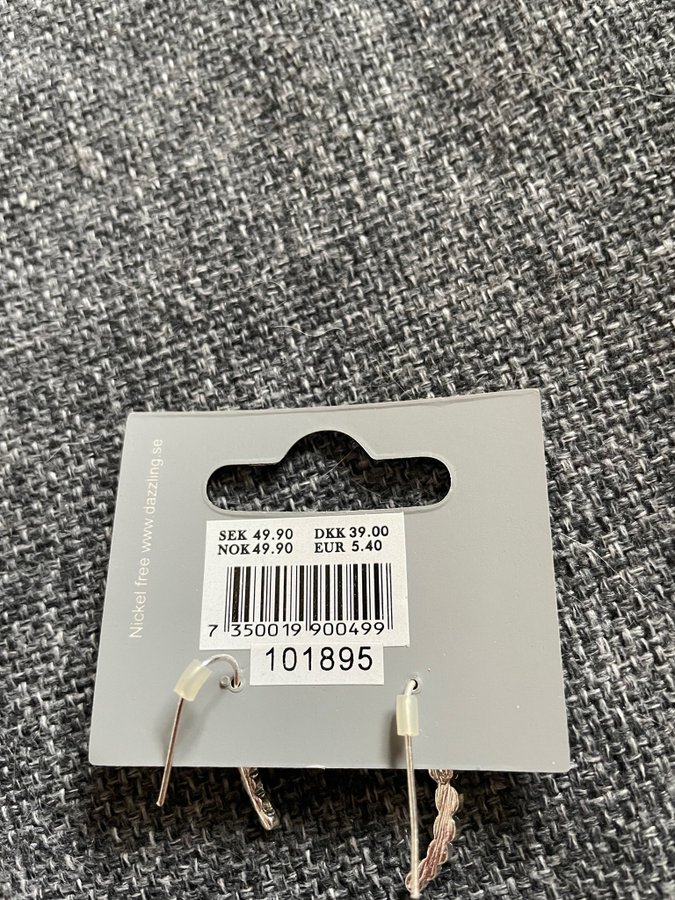 Nickel free www.dazzling.se
SEK 49.90 DKK 39.00
NOK 49.90 EUR 5.40
7 350019 900499
101895